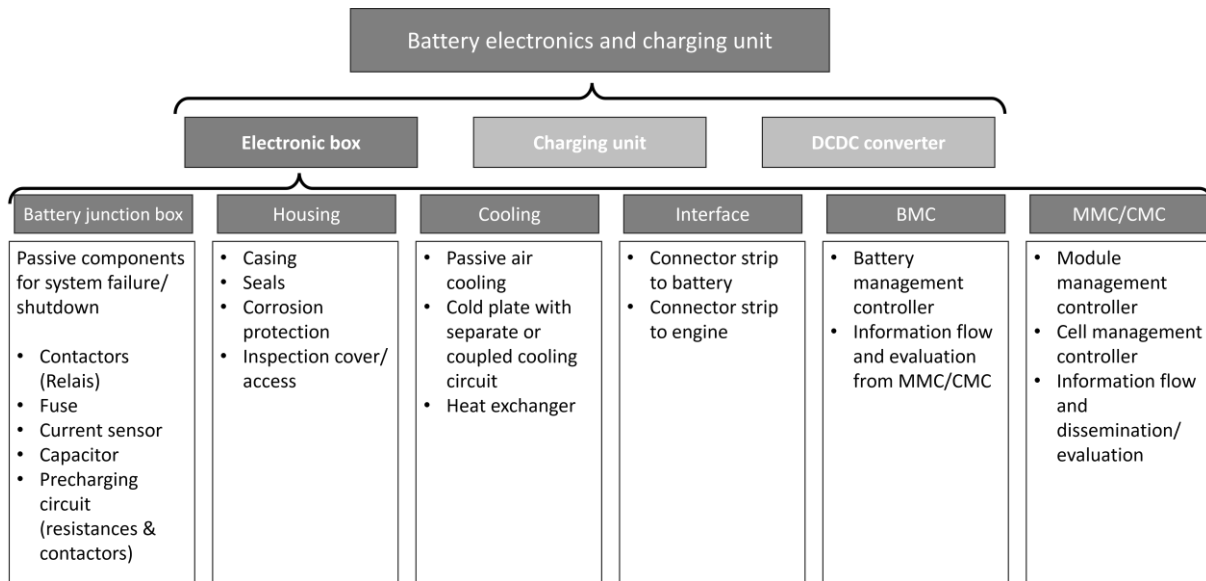 Battery electronics and charging unit
Electronic box
Charging unit
DCDC converter
Battery junction box
Passive components
for system failure/
shutdown
• Contactors
(Relais)
• Fuse
• Current sensor
• Capacitor
• Precharging
circuit
(resistances &
contactors)
Housing
• Casing
• Seals
• Corrosion
protection
• Inspection cover/
access
Cooling
• Passive air
cooling
• Cold plate with
separate or
coupled cooling
circuit
• Heat exchanger
Interface
• Connector strip
to battery
• Connector strip
to engine
BMC
• Battery
management
controller
• Information flow
and evaluation
from MMC/CMC
MMC/CMC
• Module
management
controller
• Cell management
controller
• Information flow
and
dissemination/
evaluation